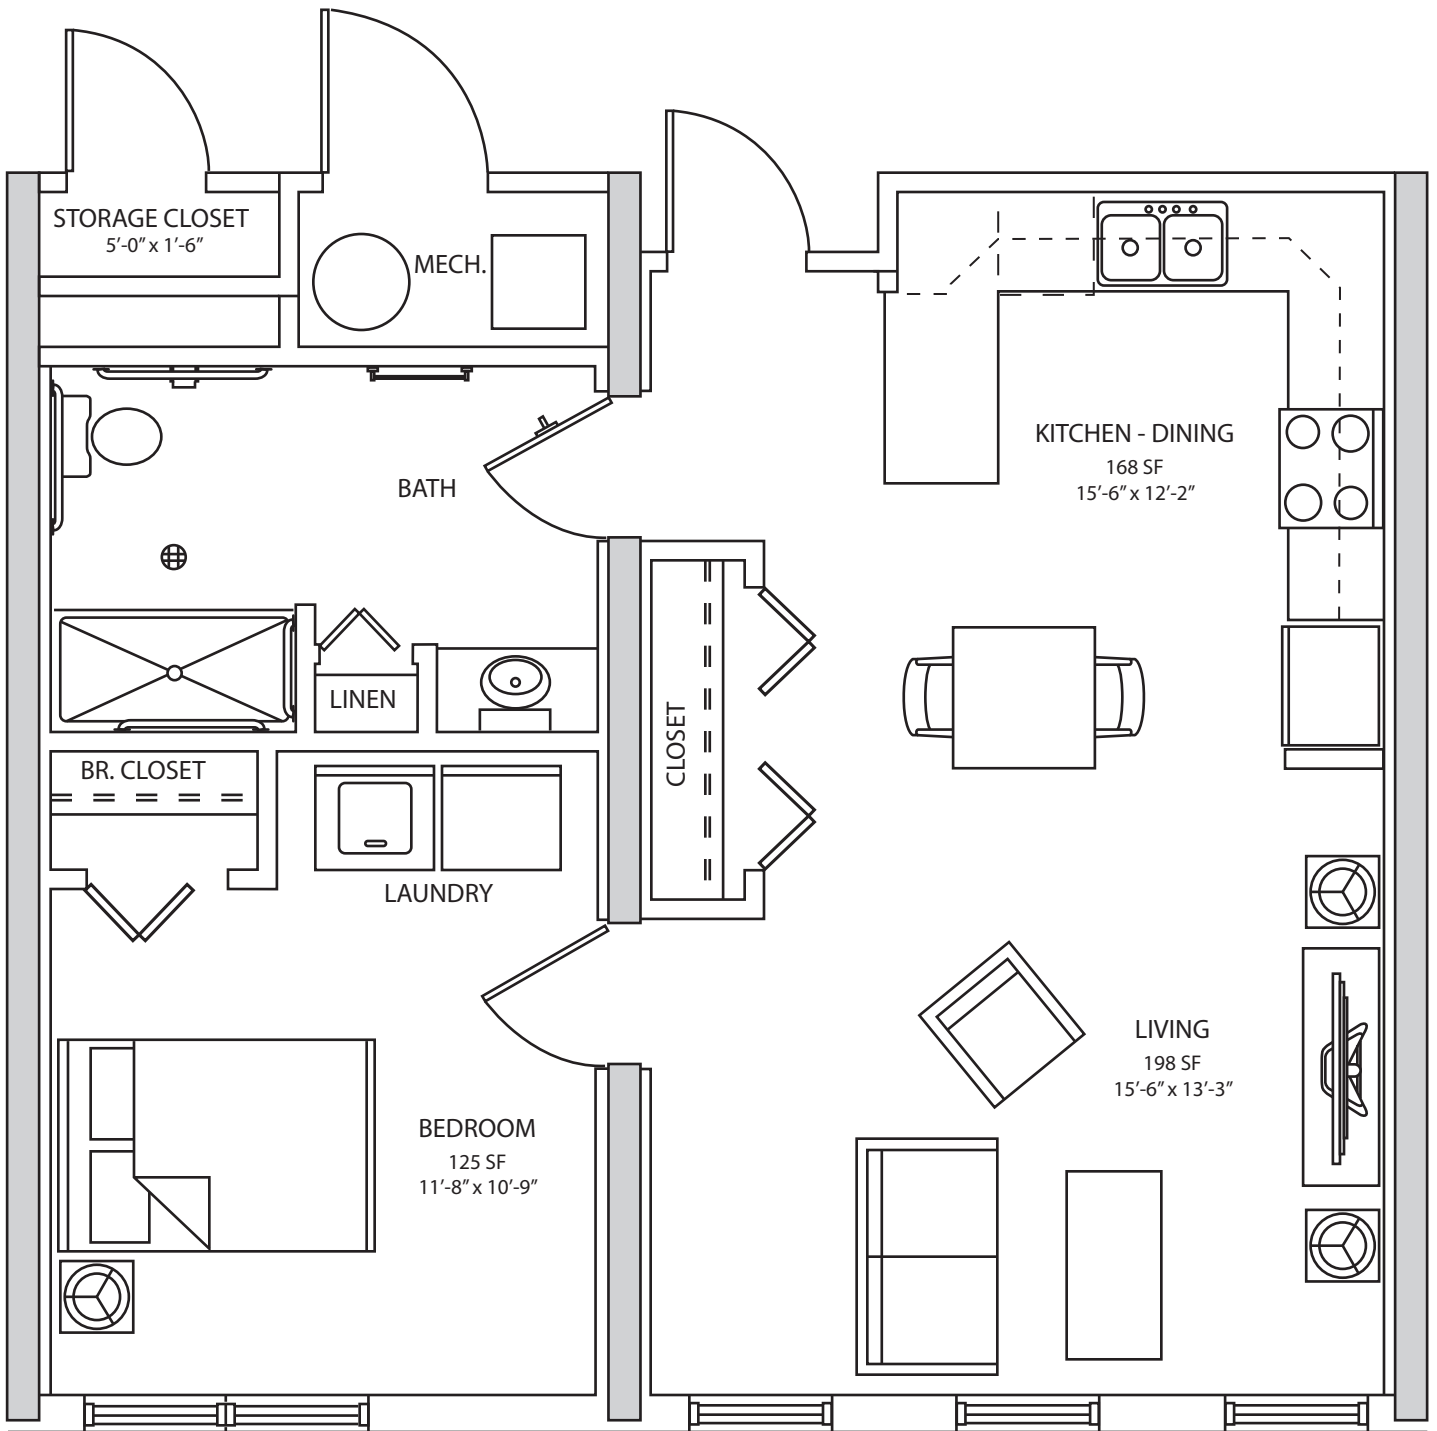 STORAGE CLOSET
5’-0” x 1’-6”
MECH.
KITCHEN - DINING
168 SF
15’-6” x 12’-2”
BATH
LINEN
CLOSET
BR. CLOSET
LAUNDRY
LIVING
198 SF
15’-6” x 13’-3”
BEDROOM
125 SF
11’-8” x 10’-9”